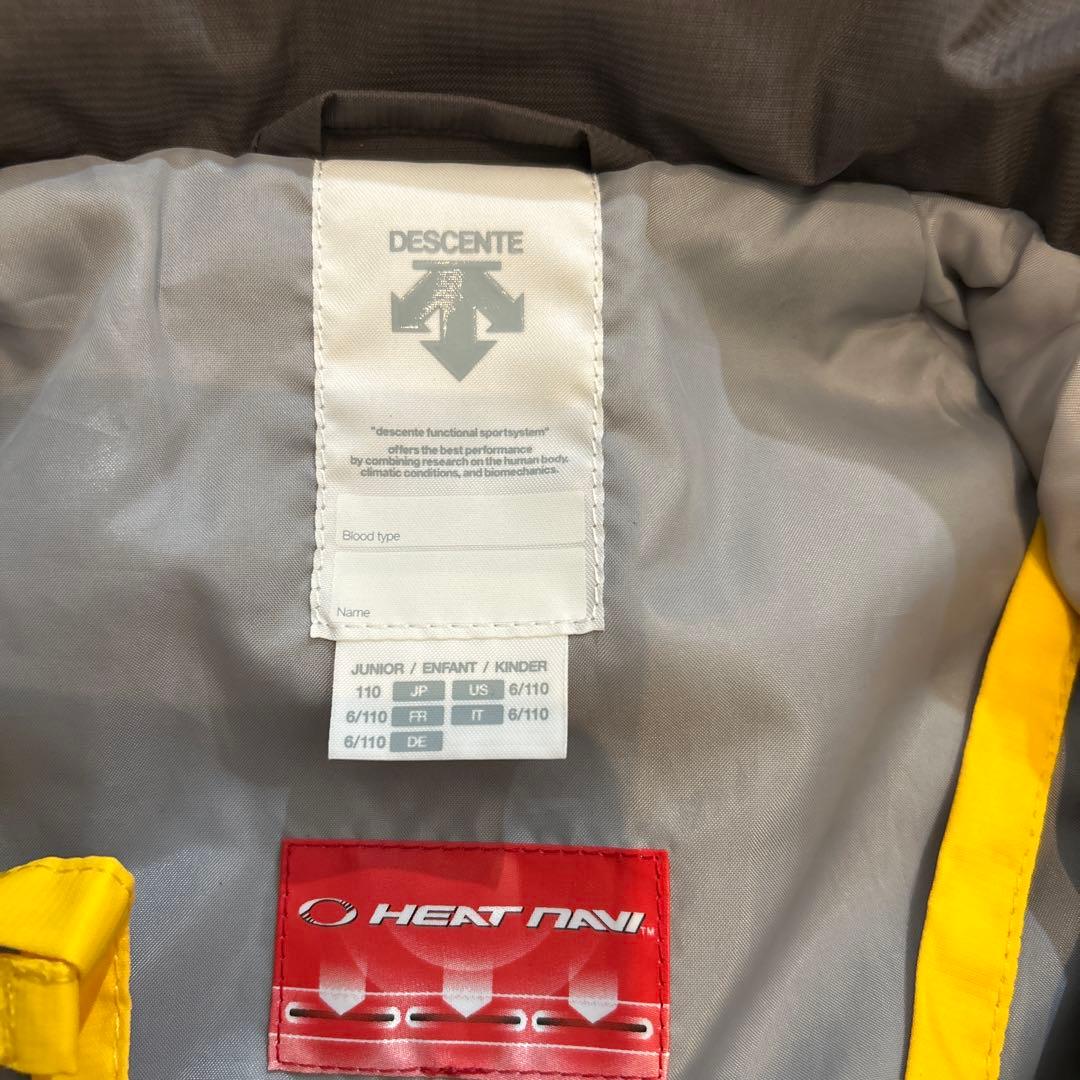 DESCENTE
"descente functional sportsystem"
offers the best performance
by combining research on the human body,
climatic conditions, and biomechanics.
Blood type
Name
JUNIOR / ENFANT / KINDER
110 JP US 6/110
6/110 FR IT 6/110
6/110 DE
HEAT NAVI TM